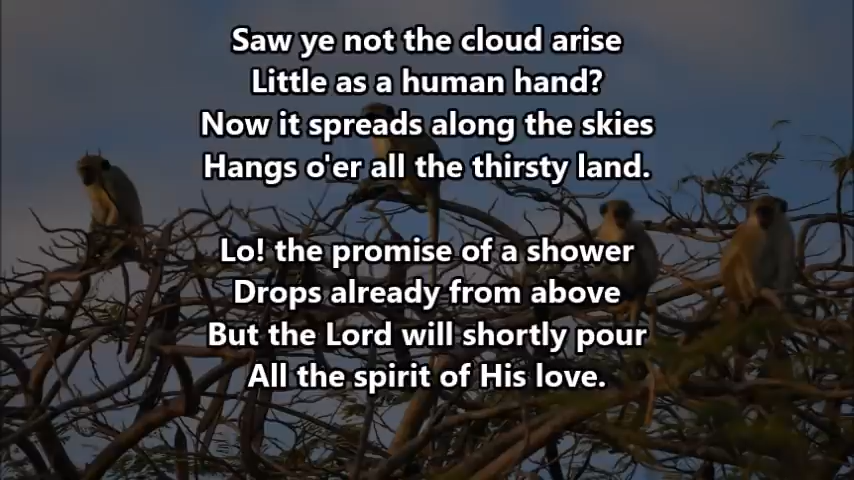 Saw ye not the cloud arise
Little as a human hand?
Now it spreads along the skies
Hangs o'er all the thirsty land.
Lo! the promise of a shower
Drops already from above
But the Lord will shortly pour
All the spirit of His love.